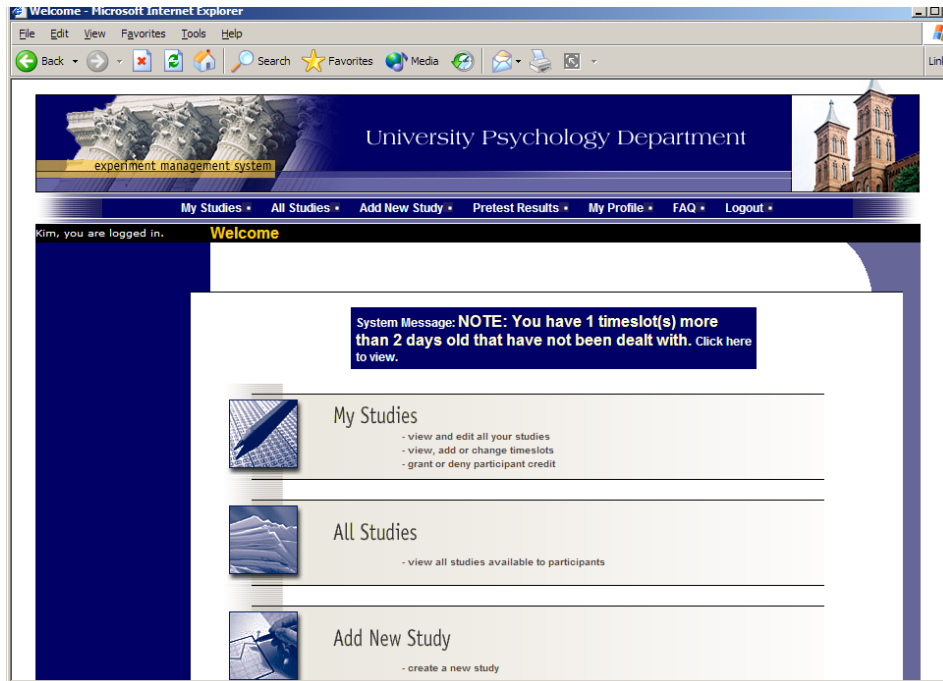 Welcome - Microsoft Internet Explorer
File Edit View Favorites Tools Help
Back Search Favorites Media
University Psychology Department
experiment management system
My Studies All Studies Add New Study Pretest Results My Profile FAQ Logout
Kim, you are logged in. Welcome
System Message: NOTE: You have 1 timeslot(s) more
than 2 days old that have not been dealt with. Click here
to view.
My Studies
- view and edit all your studies
- view, add or change timeslots
- grant or deny participant credit
All Studies
- view all studies available to participants
Add New Study
- create a new study